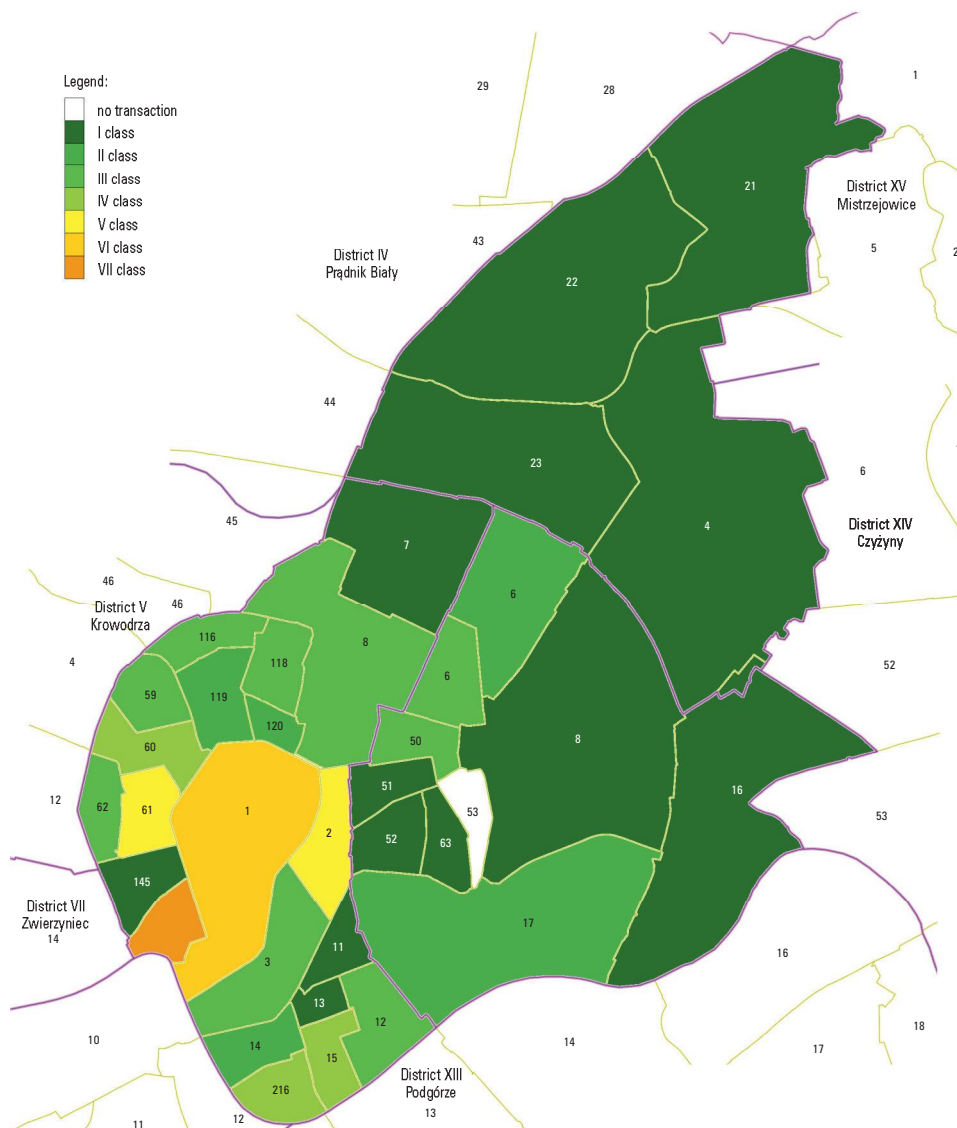 Legend:
no transaction
I class
II class
III class
IV class
V class
VI class
VII class
29
28
1
21
District XV
Mistrzejowice
5
2
43
District IV
Prądnik Biały
22
44
23
6
4
District XIV
Czyżyny
45
7
46
46
District V
Krowodrza
6
116
8
4
118
52
59
6
119
120
60
50
8
51
16
12
62
61
1
53
53
2
52
63
145
District VII
Zwierzyniec
14
17
11
3
16
13
12
18
10
14
14
15
17
District XIII
Podgórze
216
13
12
11